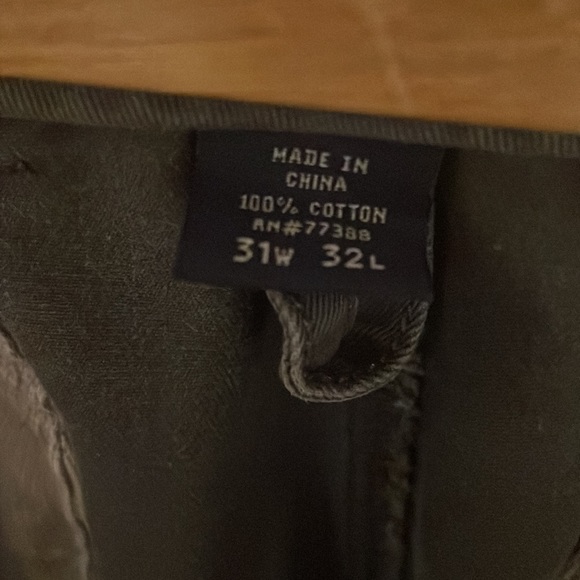 MADE IN
CHINA
100% COTTON
RN#77388
31W 32L